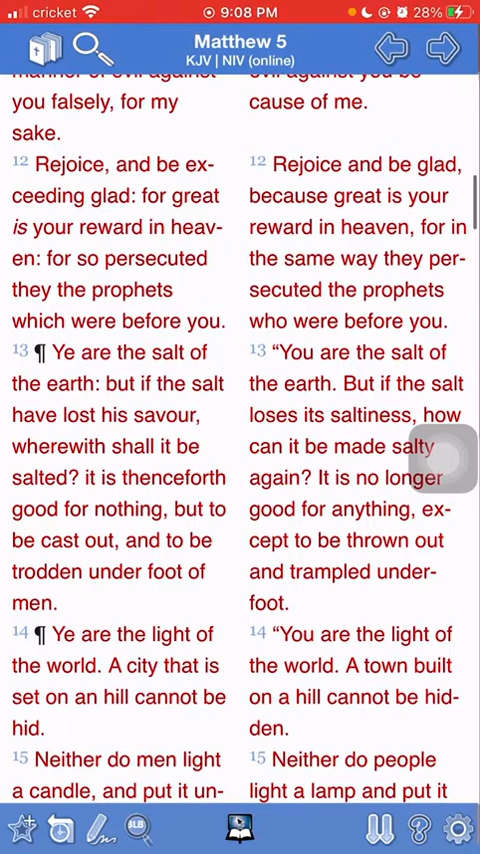 cricket 9:08 PM 28%
Matthew 5
KJV | NIV (online)
manner of evil against
you falsely, for my
sake.
12 Rejoice, and be ex-
ceeding glad: for great
is your reward in heav-
en: for so persecuted
they the prophets
which were before you.
13 ¶ Ye are the salt of
the earth: but if the salt
have lost his savour,
wherewith shall it be
salted? it is thenceforth
good for nothing, but to
be cast out, and to be
trodden under foot of
men.
14 ¶ Ye are the light of
the world. A city that is
set on an hill cannot be
hid.
15 Neither do men light
a candle, and put it un-
evil against you be-
cause of me.
12 Rejoice and be glad,
because great is your
reward in heaven, for in
the same way they per-
secuted the prophets
who were before you.
13 “You are the salt of
the earth. But if the salt
loses its saltiness, how
can it be made salty
again? It is no longer
good for anything, ex-
cept to be thrown out
and trampled under-
foot.
14 “You are the light of
the world. A town built
on a hill cannot be hid-
den.
15 Neither do people
light a lamp and put it
BLB